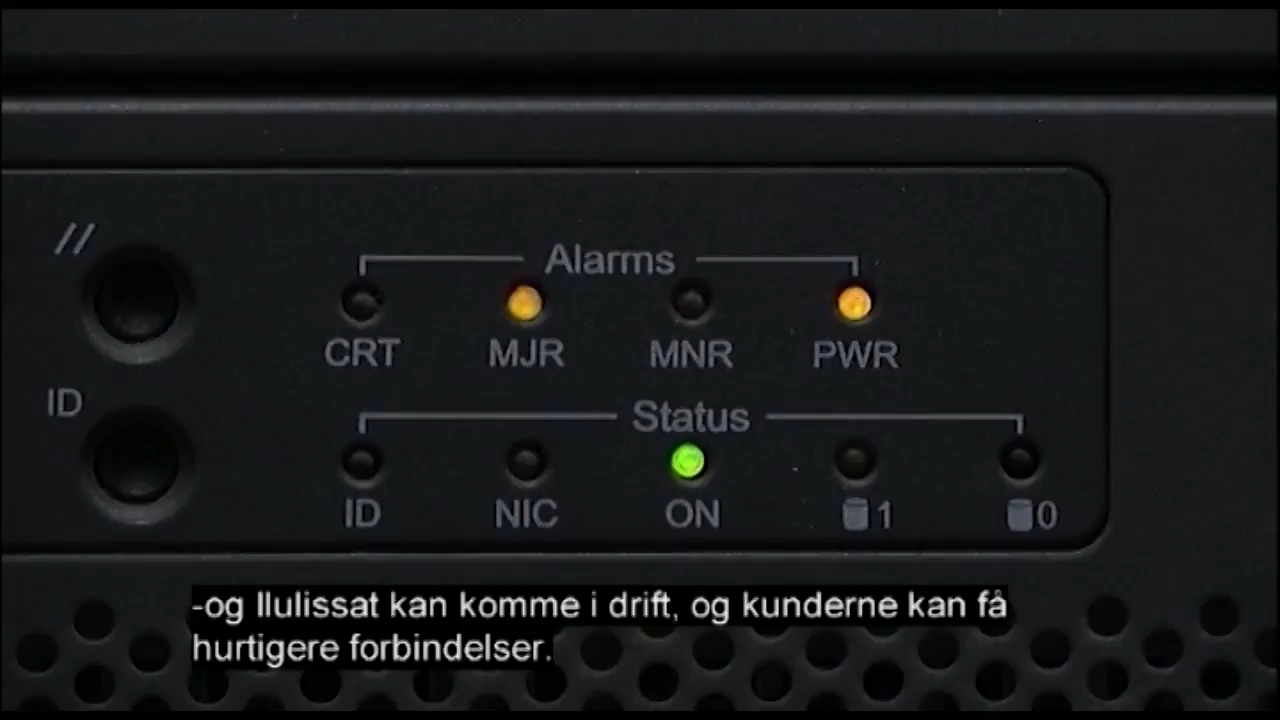 //
Alarms
CRT MJR MNR PWR
ID
Status
ID NIC ON 1 0
-og Ilulissat kan komme i drift, og kunderne kan få
hurtigere forbindelser.